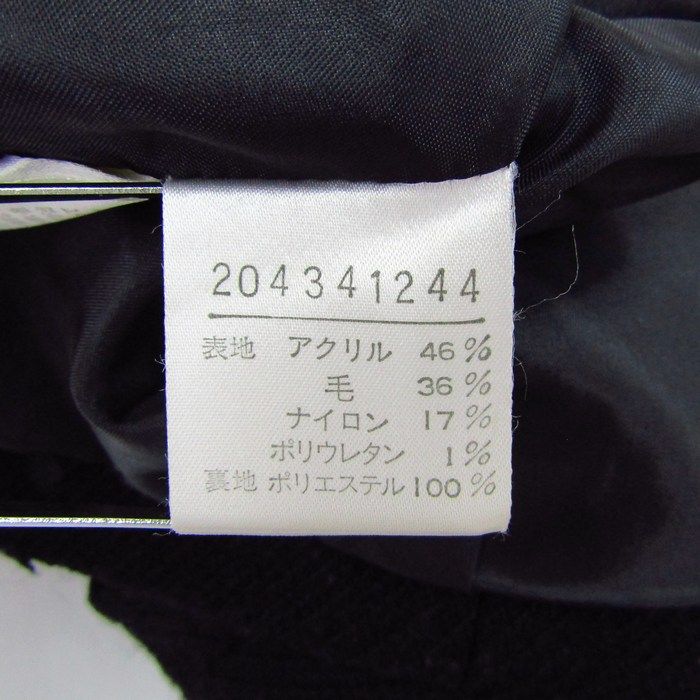 204341244
表地 アクリル 46%
毛 36%
ナイロン 17%
ポリウレタン 1%
裏地 ポリエステル 100%